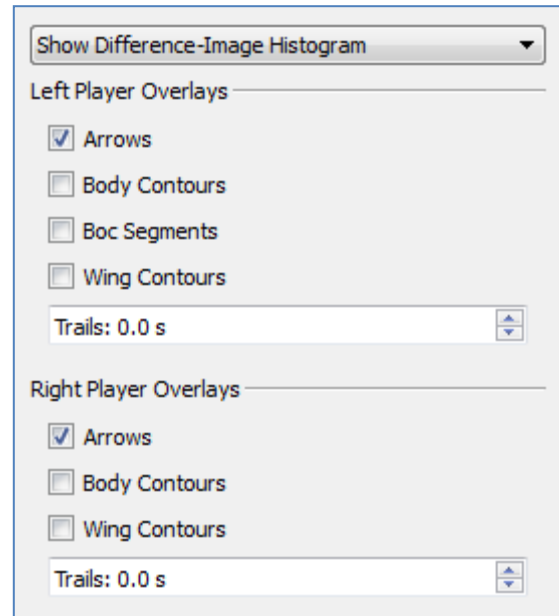 Show Difference-Image Histogram
Left Player Overlays
Arrows
Body Contours
Boc Segments
Wing Contours
Trails: 0.0 s
Right Player Overlays
Arrows
Body Contours
Wing Contours
Trails: 0.0 s